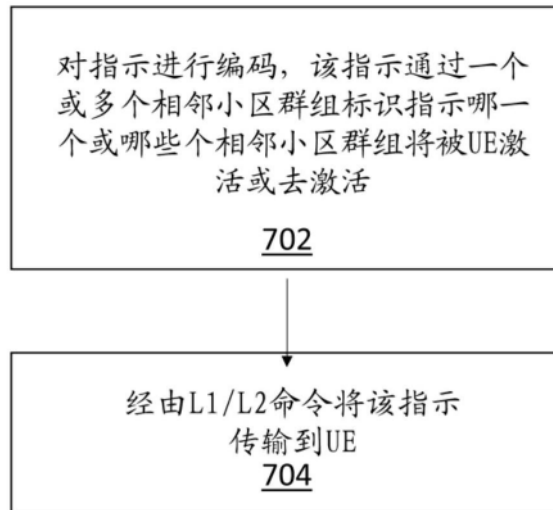 对指示进行编码，该指示通过一个
或多个相邻小区群组标识指示哪一
个或哪些个相邻小区群组将被UE激
活或去激活
702
经由L1/L2命令将该指示
传输到UE
704